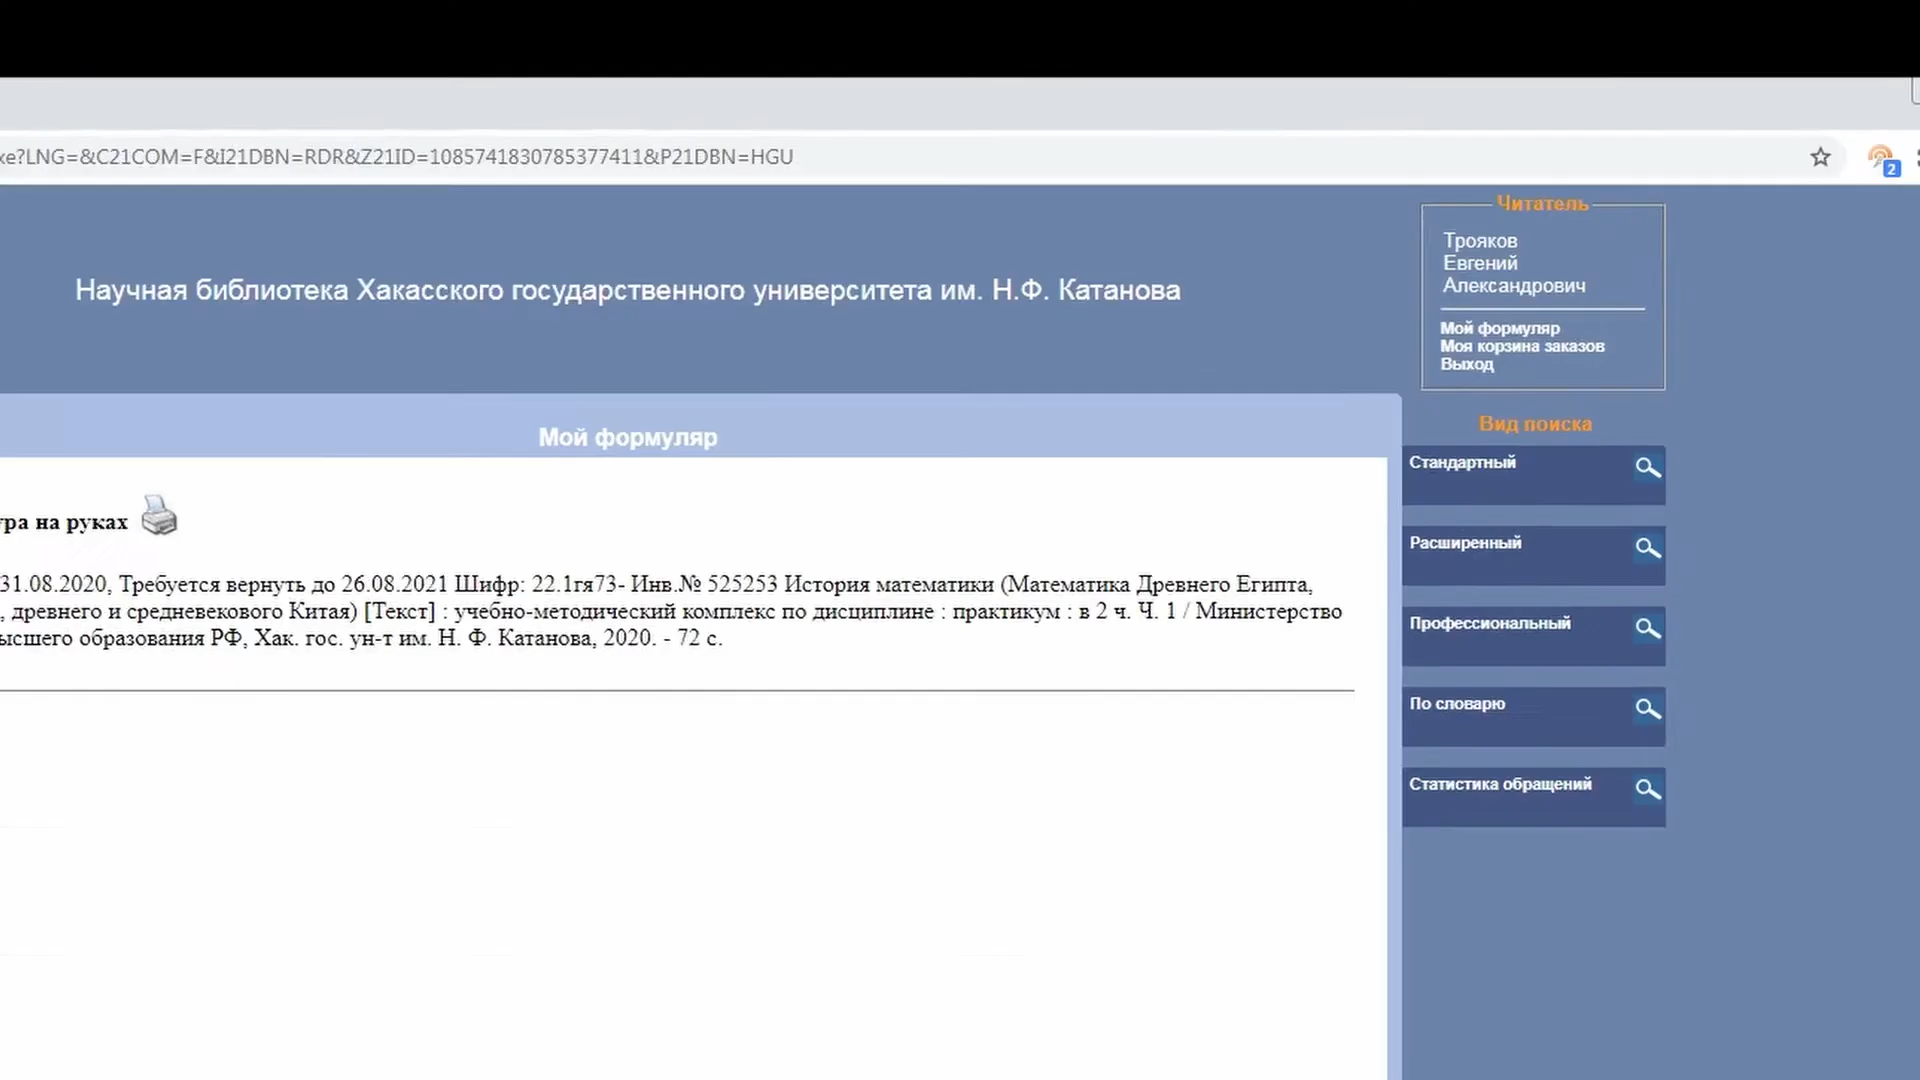 xe?LNG=&C21COM=F&I21DBN=RDR&Z21ID=1085741830785377411&P21DBN=HGU
2
Читатель
Трояков
Евгений
Александрович
Мой формуляр
Моя корзина заказов
Выход
Научная библиотека Хакасского государственного университета им. Н.Ф. Катанова
Мой формуляр
ура на руках
31.08.2020, Требуется вернуть до 26.08.2021 Шифр: 22.1гя73- Инв.№ 525253 История математики (Математика Древнего Египта,
, древнего и средневекового Китая) [Текст] : учебно-методический комплекс по дисциплине : практикум : в 2 ч. Ч. 1 / Министерство
ысшего образования РФ, Хак. гос. ун-т им. Н. Ф. Катанова, 2020. - 72 с.
Вид поиска
Стандартный
Расширенный
Профессиональный
По словарю
Статистика обращений